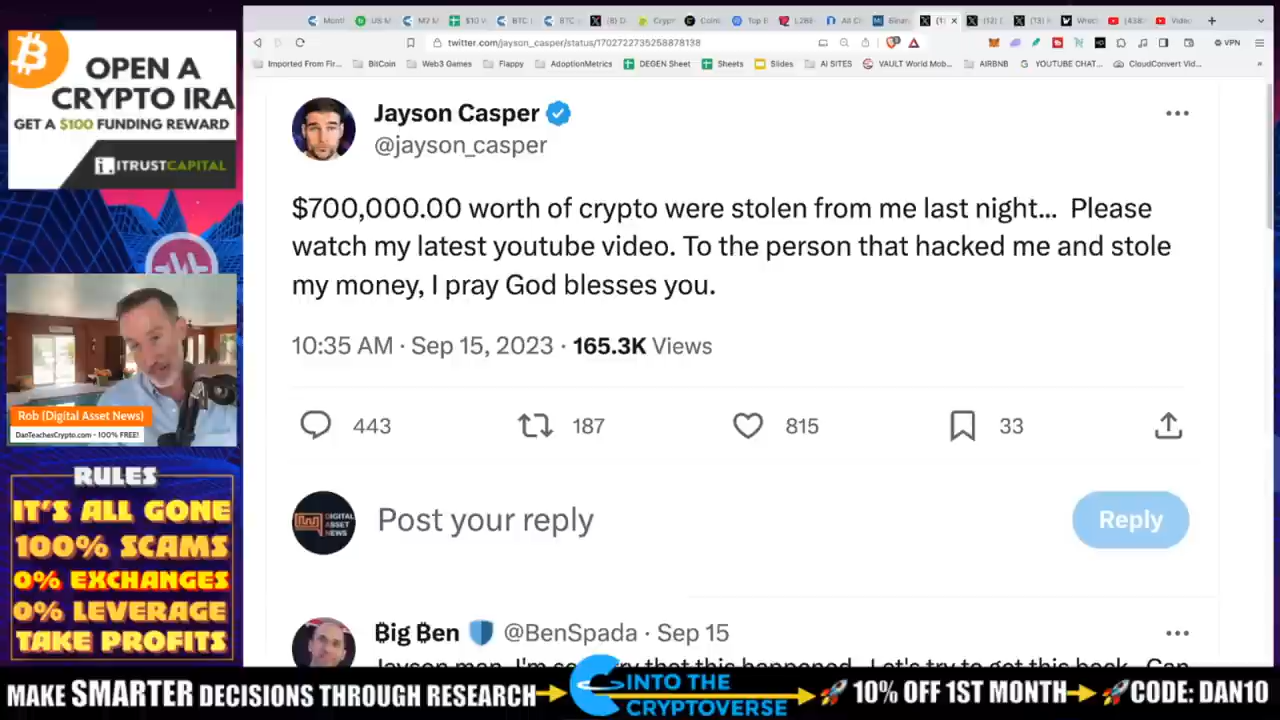 OPEN A
CRYPTO IRA
GET A $100 FUNDING REWARD
iTRUSTCAPITAL
Rob (Digital Asset News)
DanTeachesCrypto.com - 100% FREE!
RULES
IT'S ALL GONE
100% SCAMS
0% EXCHANGES
0% LEVERAGE
TAKE PROFITS
twitter.com/jayson_casper/status/1702722735258878138
VPN
Imported From Fir...
BitCoin
Web3 Games
Flappy
AdoptionMetrics
DEGEN Sheet
Sheets
Slides
AI SITES
VAULT World Mob...
AIRBNB
YOUTUBE CHAT...
CloudConvert Vid...
Jayson Casper
@jayson_casper
$700,000.00 worth of crypto were stolen from me last night... Please
watch my latest youtube video. To the person that hacked me and stole
my money, I pray God blesses you.
10:35 AM · Sep 15, 2023 · 165.3K Views
443 187 815 33
DIGITAL
ASSET
NEWS
Post your reply
Reply
₿ig ₿en @BenSpada · Sep 15
MAKE SMARTER DECISIONS THROUGH RESEARCH
INTO THE
CRYPTOVERSE
10% OFF 1ST MONTH
CODE: DAN10